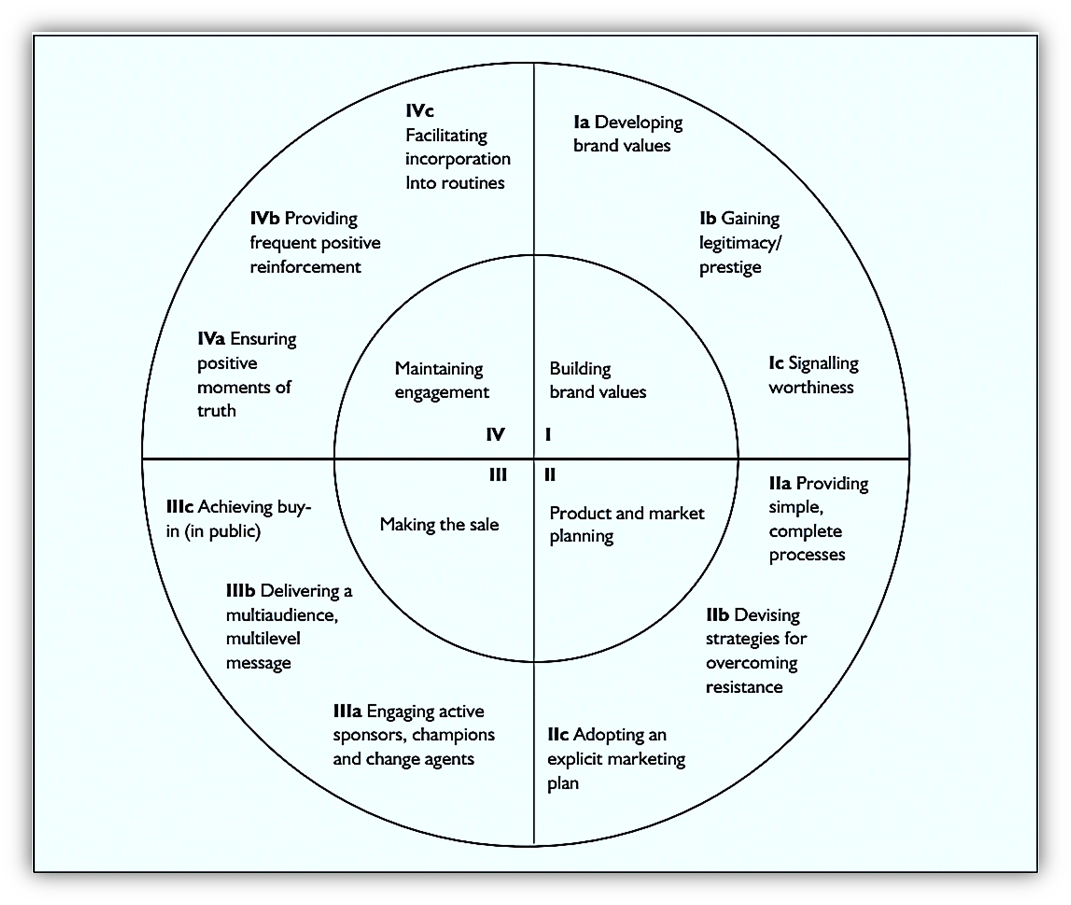 Ia Developing
brand values
Ib Gaining
legitimacy/
prestige
Ic Signalling
worthiness
IIa Providing
simple,
complete
processes
IIb Devising
strategies for
overcoming
resistance
IIc Adopting an
explicit marketing
plan
IIIa Engaging active
sponsors, champions
and change agents
IIIb Delivering a
multiaudience,
multilevel
message
IIIc Achieving buy-
in (in public)
IVa Ensuring
positive
moments of
truth
IVb Providing
frequent positive
reinforcement
IVc
Facilitating
incorporation
Into routines
Building
brand values
I
II
Product and market
planning
III
Making the sale
Maintaining
engagement
IV